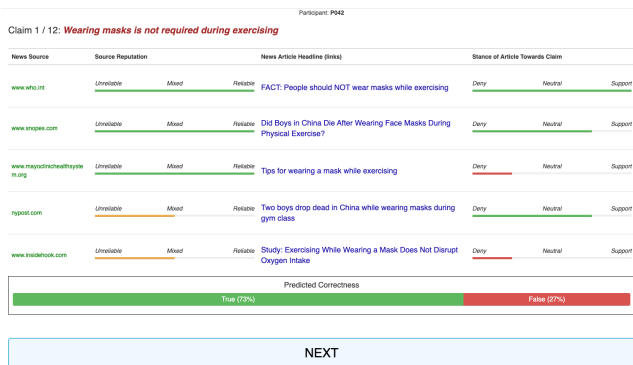 Participant: P042
Claim 1 / 12: Wearing masks is not required during exercising
News Source Source Reputation News Article Headline (links) Stance of Article Towards Claim
www.who.int Unreliable Mixed Reliable FACT: People should NOT wear masks while exercising Deny Neutral Support
www.snopes.com Unreliable Mixed Reliable Did Boys in China Die After Wearing Face Masks During Deny Neutral Support
Physical Exercise?
www.mayoclinichealthsyste Unreliable Mixed Reliable Tips for wearing a mask while exercising Deny Neutral Support
m.org
nypost.com Unreliable Mixed Reliable Two boys drop dead in China while wearing masks during Deny Neutral Support
gym class
www.insidehook.com Unreliable Mixed Reliable Study: Exercising While Wearing a Mask Does Not Disrupt Deny Neutral Support
Oxygen Intake
Predicted Correctness
True (73%) False (27%)
NEXT